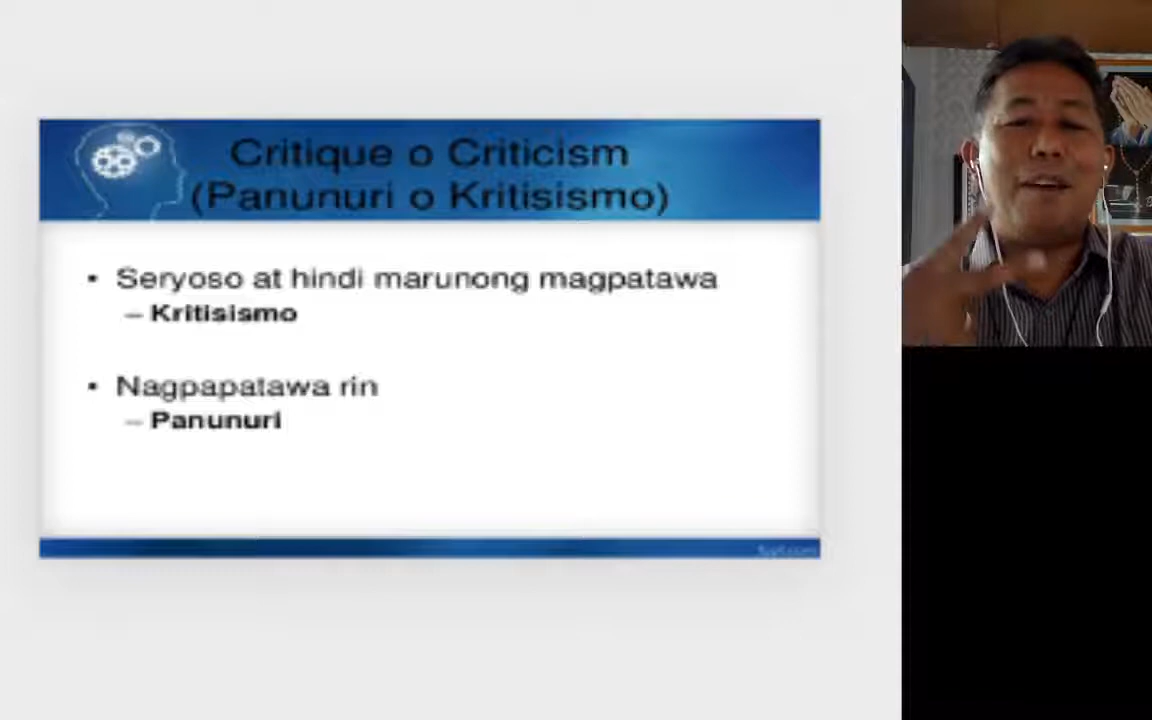 Critique o Criticism
(Panunuri o Kritisismo)
• Seryoso at hindi marunong magpatawa
– Kritisismo
• Nagpapatawa rin
– Panunuri